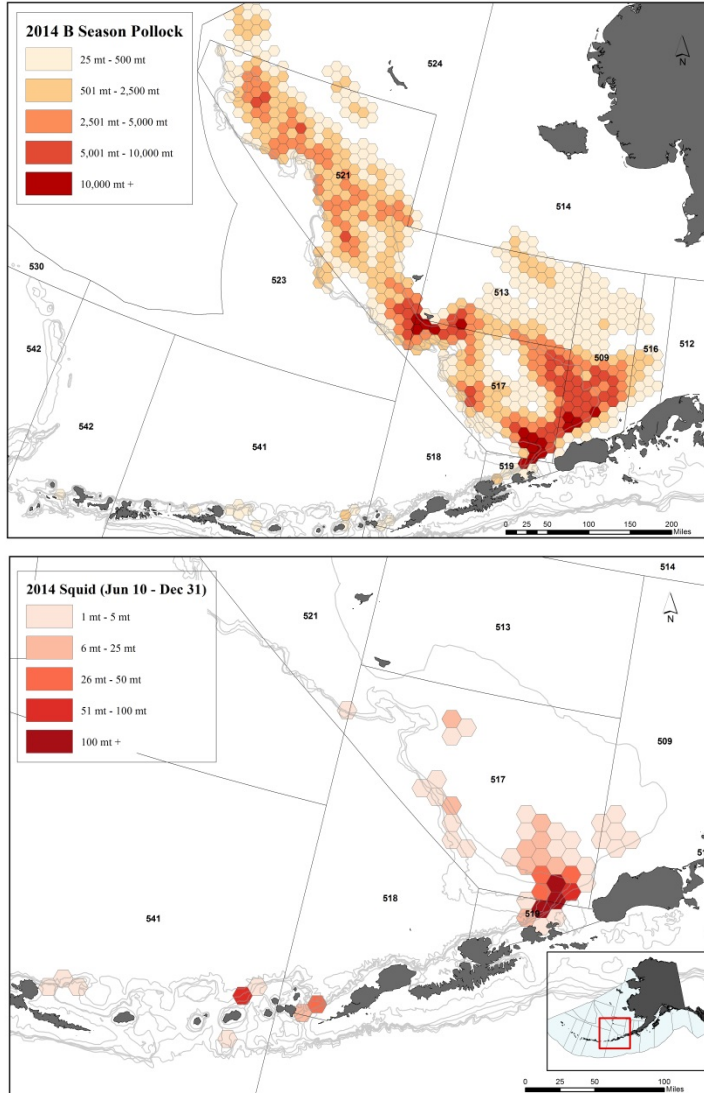 2014 B Season Pollock
25 mt - 500 mt
501 mt - 2,500 mt
2,501 mt - 5,000 mt
5,001 mt - 10,000 mt
10,000 mt +
524
N
521
514
530
523
513
542
516
512
509
517
542
541
518
519
0 25 50 100 150 200
Miles
2014 Squid (Jun 10 - Dec 31)
1 mt - 5 mt
6 mt - 25 mt
26 mt - 50 mt
51 mt - 100 mt
100 mt +
514
N
521
513
509
517
518
519
541
0 25 50 100
Miles